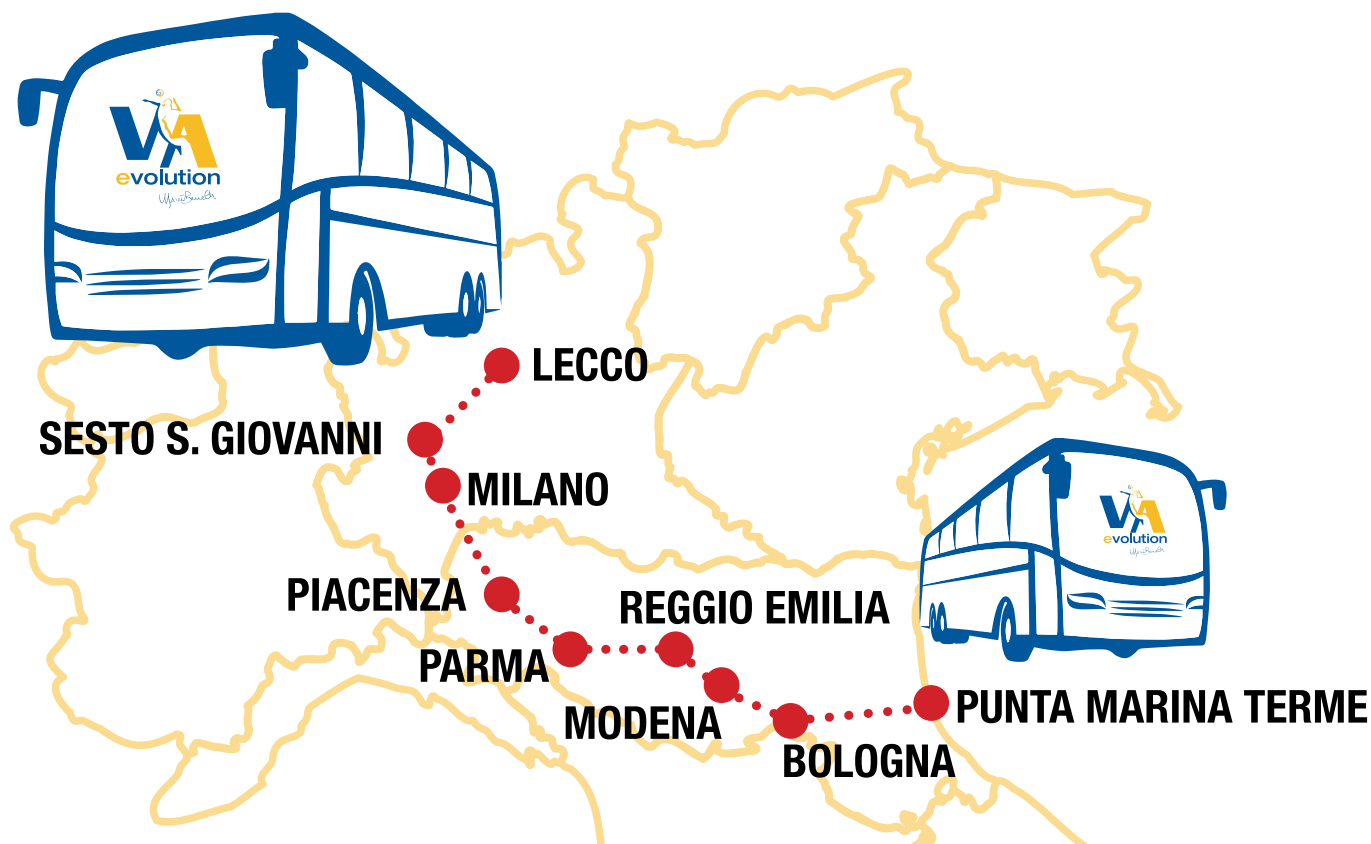 VA
evolution
LECCO
SESTO S. GIOVANNI
MILANO
PIACENZA
REGGIO EMILIA
PARMA
MODENA
BOLOGNA
PUNTA MARINA TERME
VA
evolution